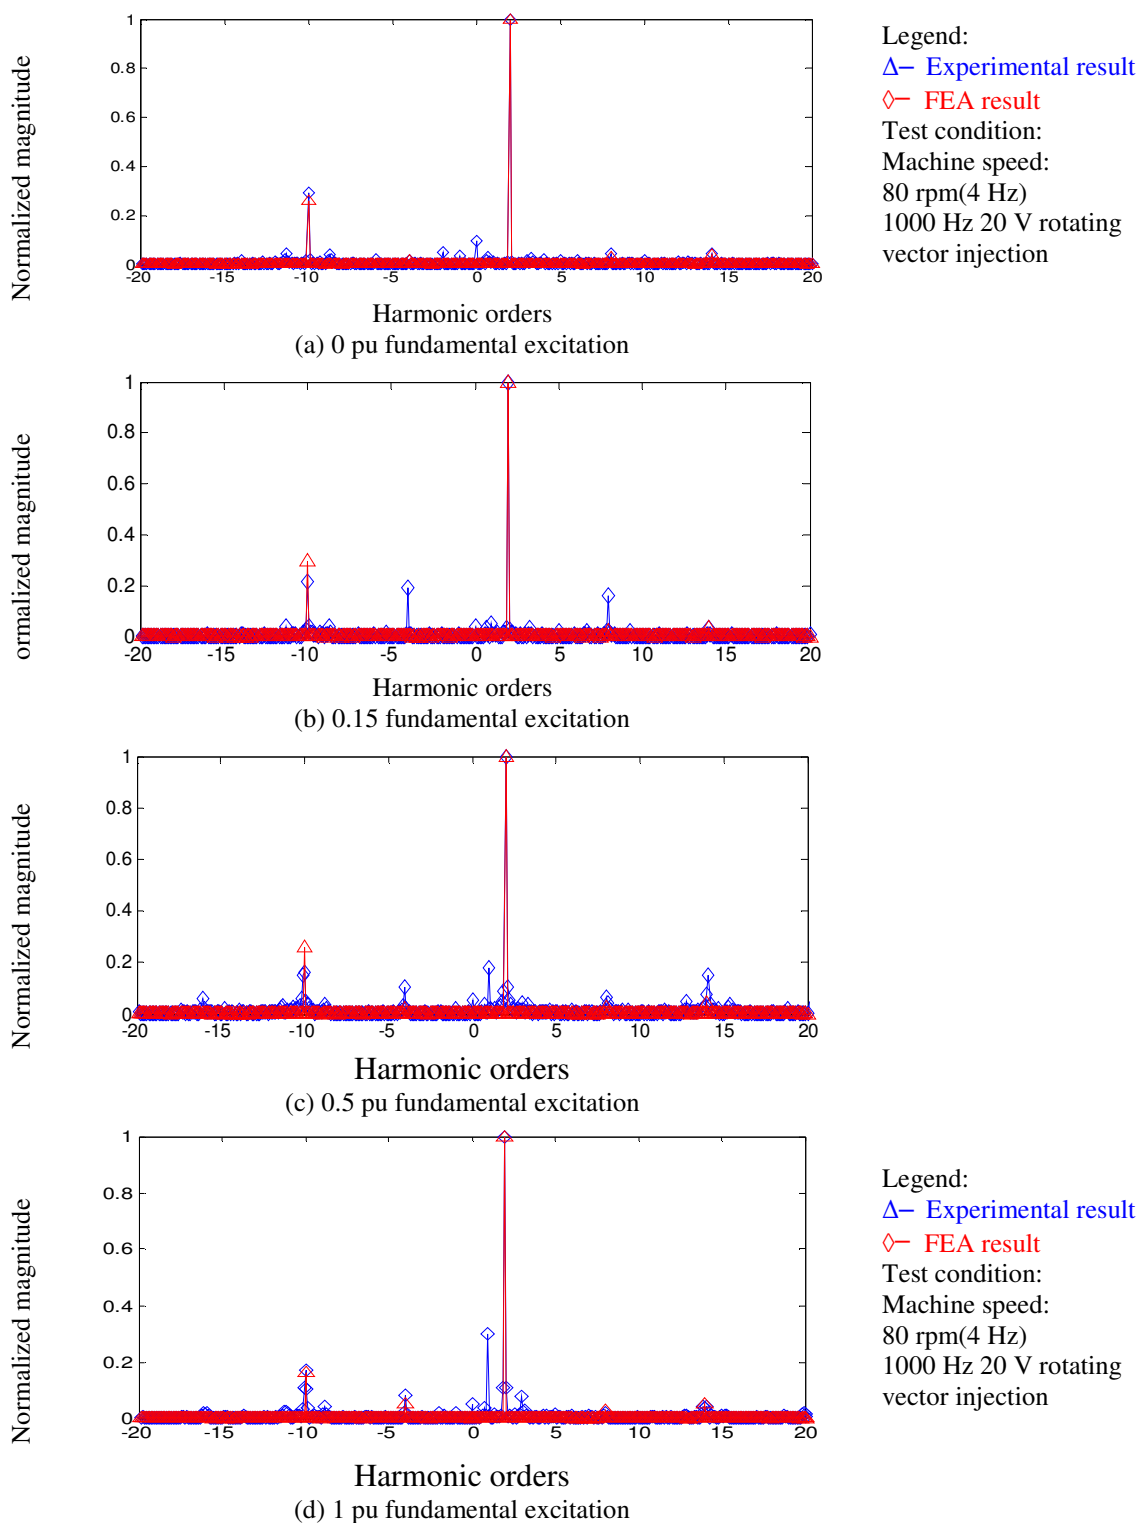 Normalized magnitude
1
0.8
0.6
0.4
0.2
0
-20 -15 -10 -5 0 5 10 15 20
Harmonic orders
(a) 0 pu fundamental excitation
Legend:
Δ– Experimental result
◊– FEA result
Test condition:
Machine speed:
80 rpm(4 Hz)
1000 Hz 20 V rotating
vector injection
ormalized magnitude
1
0.8
0.6
0.4
0.2
0
-20 -15 -10 -5 0 5 10 15 20
Harmonic orders
(b) 0.15 fundamental excitation
Normalized magnitude
1
0.8
0.6
0.4
0.2
0
-20 -15 -10 -5 0 5 10 15 20
Harmonic orders
(c) 0.5 pu fundamental excitation
Normalized magnitude
1
0.8
0.6
0.4
0.2
0
-20 -15 -10 -5 0 5 10 15 20
Harmonic orders
(d) 1 pu fundamental excitation
Legend:
Δ– Experimental result
◊– FEA result
Test condition:
Machine speed:
80 rpm(4 Hz)
1000 Hz 20 V rotating
vector injection